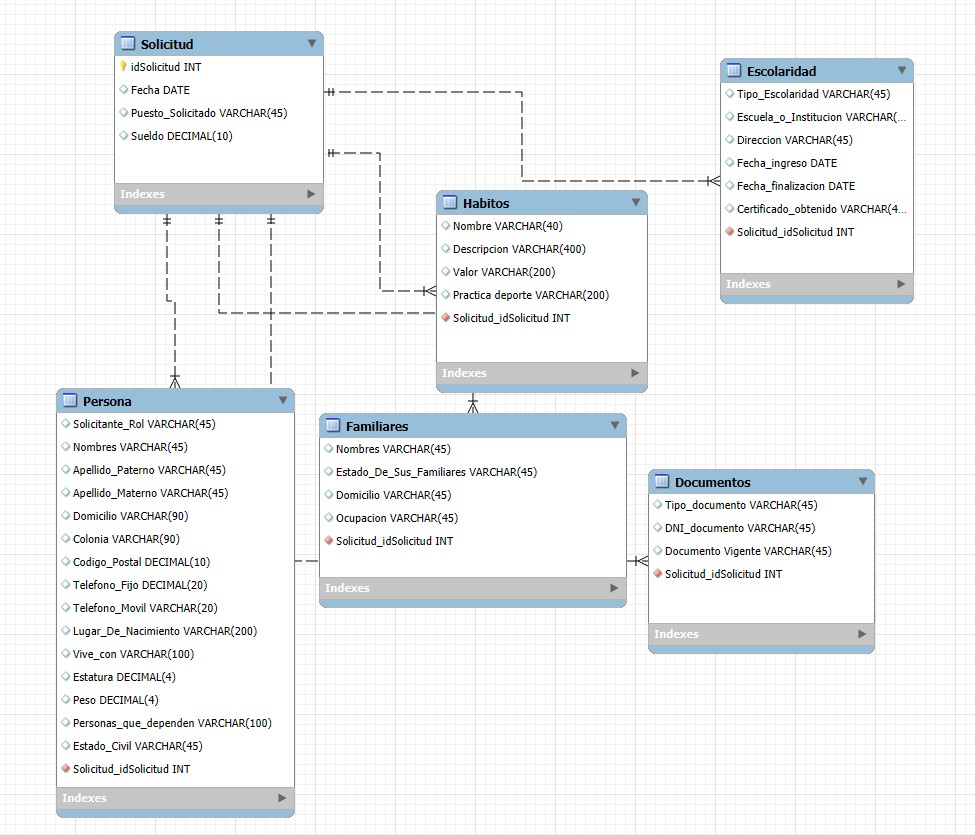 Solicitud
idSolicitud INT
Fecha DATE
Puesto_Solicitado VARCHAR(45)
Sueldo DECIMAL(10)
Indexes
Escolaridad
Tipo_Escolaridad VARCHAR(45)
Escuela_o_Institucion VARCHAR(...
Direccion VARCHAR(45)
Fecha_ingreso DATE
Fecha_finalizacion DATE
Certificado_obtenido VARCHAR(4...
Solicitud_idSolicitud INT
Indexes
Habitos
Nombre VARCHAR(40)
Descripcion VARCHAR(400)
Valor VARCHAR(200)
Practica deporte VARCHAR(200)
Solicitud_idSolicitud INT
Indexes
Persona
Solicitante_Rol VARCHAR(45)
Nombres VARCHAR(45)
Apellido_Paterno VARCHAR(45)
Apellido_Materno VARCHAR(45)
Domicilio VARCHAR(90)
Colonia VARCHAR(90)
Codigo_Postal DECIMAL(10)
Telefono_Fijo DECIMAL(20)
Telefono_Movil VARCHAR(20)
Lugar_De_Nacimiento VARCHAR(200)
Vive_con VARCHAR(100)
Estatura DECIMAL(4)
Peso DECIMAL(4)
Personas_que_dependen VARCHAR(100)
Estado_Civil VARCHAR(45)
Solicitud_idSolicitud INT
Indexes
Familiares
Nombres VARCHAR(45)
Estado_De_Sus_Familiares VARCHAR(45)
Domicilio VARCHAR(45)
Ocupacion VARCHAR(45)
Solicitud_idSolicitud INT
Indexes
Documentos
Tipo_documento VARCHAR(45)
DNI_documento VARCHAR(45)
Documento Vigente VARCHAR(45)
Solicitud_idSolicitud INT
Indexes